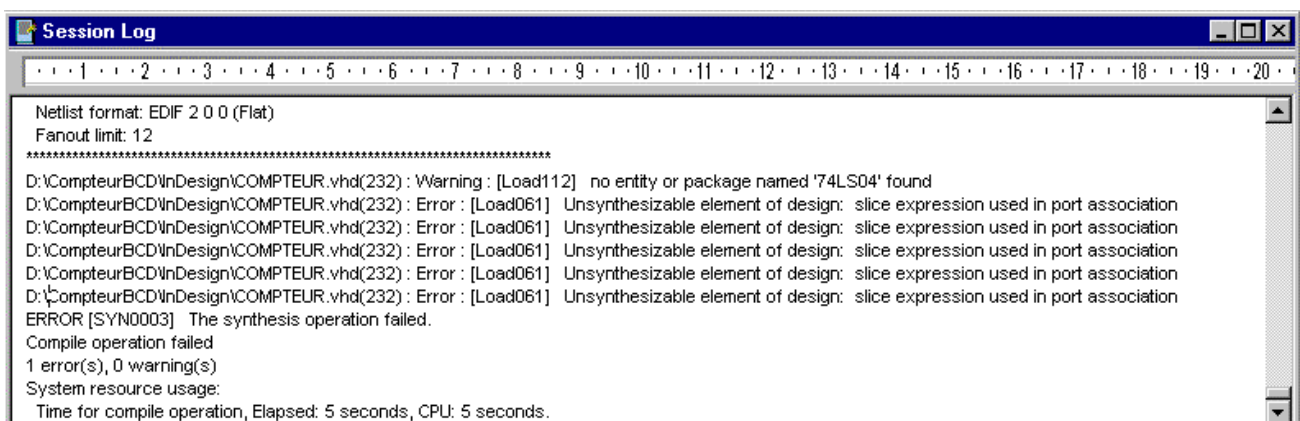 Session Log
1 2 3 4 5 6 7 8 9 10 11 12 13 14 15 16 17 18 19 20
Netlist format: EDIF 2 0 0 (Flat)
Fanout limit: 12
********************************************************************************
D:\CompteurBCD\InDesign\COMPTEUR.vhd(232) : Warning : [Load112] no entity or package named '74LS04' found
D:\CompteurBCD\InDesign\COMPTEUR.vhd(232) : Error : [Load061] Unsynthesizable element of design: slice expression used in port association
D:\CompteurBCD\InDesign\COMPTEUR.vhd(232) : Error : [Load061] Unsynthesizable element of design: slice expression used in port association
D:\CompteurBCD\InDesign\COMPTEUR.vhd(232) : Error : [Load061] Unsynthesizable element of design: slice expression used in port association
D:\CompteurBCD\InDesign\COMPTEUR.vhd(232) : Error : [Load061] Unsynthesizable element of design: slice expression used in port association
D:\CompteurBCD\InDesign\COMPTEUR.vhd(232) : Error : [Load061] Unsynthesizable element of design: slice expression used in port association
ERROR [SYN0003] The synthesis operation failed.
Compile operation failed
1 error(s), 0 warning(s)
System resource usage:
Time for compile operation, Elapsed: 5 seconds, CPU: 5 seconds.